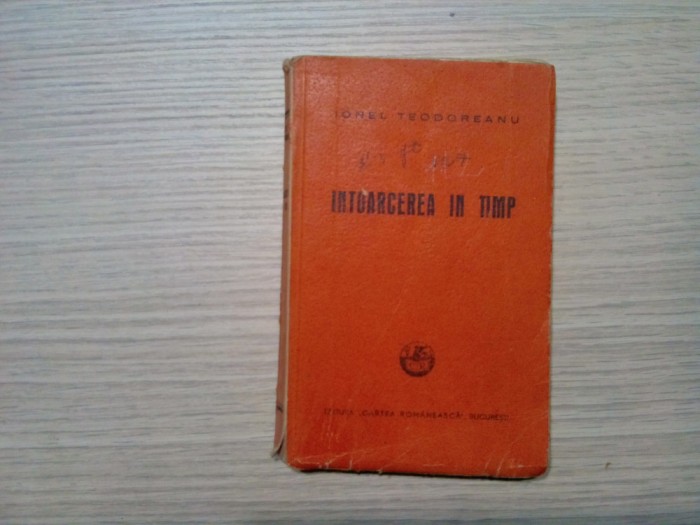 IONEL TEODOREANU
INTOARCEREA IN TIMP
EDITURA „CARTEA ROMÂNEASCĂ”, BUCUREȘTI